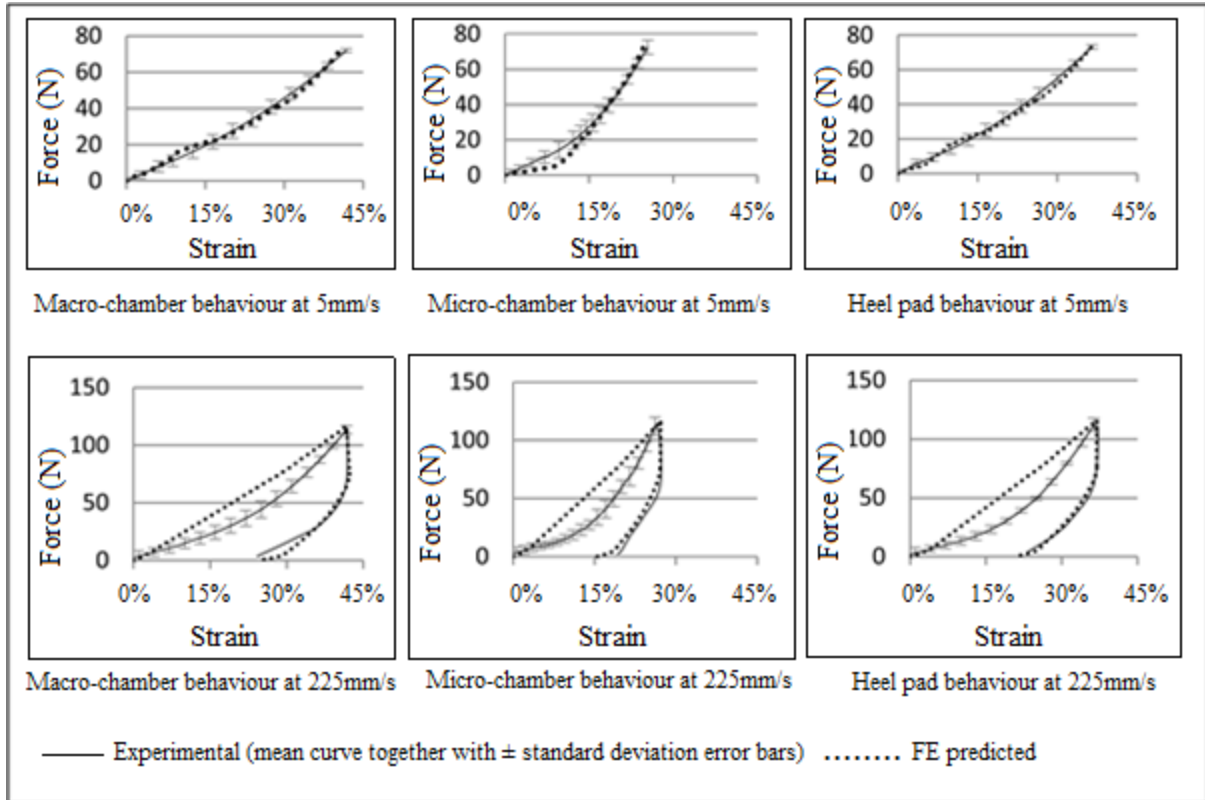 80
60
40
20
0
Force (N)
0% 15% 30% 45%
Strain
80
60
40
20
0
Force (N)
0% 15% 30% 45%
Strain
80
60
40
20
0
Force (N)
0% 15% 30% 45%
Strain
Macro-chamber behaviour at 5mm/s
Micro-chamber behaviour at 5mm/s
Heel pad behaviour at 5mm/s
150
100
50
0
Force (N)
0% 15% 30% 45%
Strain
150
100
50
0
Force (N)
0% 15% 30% 45%
Strain
150
100
50
0
Force (N)
0% 15% 30% 45%
Strain
Macro-chamber behaviour at 225mm/s
Micro-chamber behaviour at 225mm/s
Heel pad behaviour at 225mm/s
Experimental (mean curve together with ± standard deviation error bars)
FE predicted